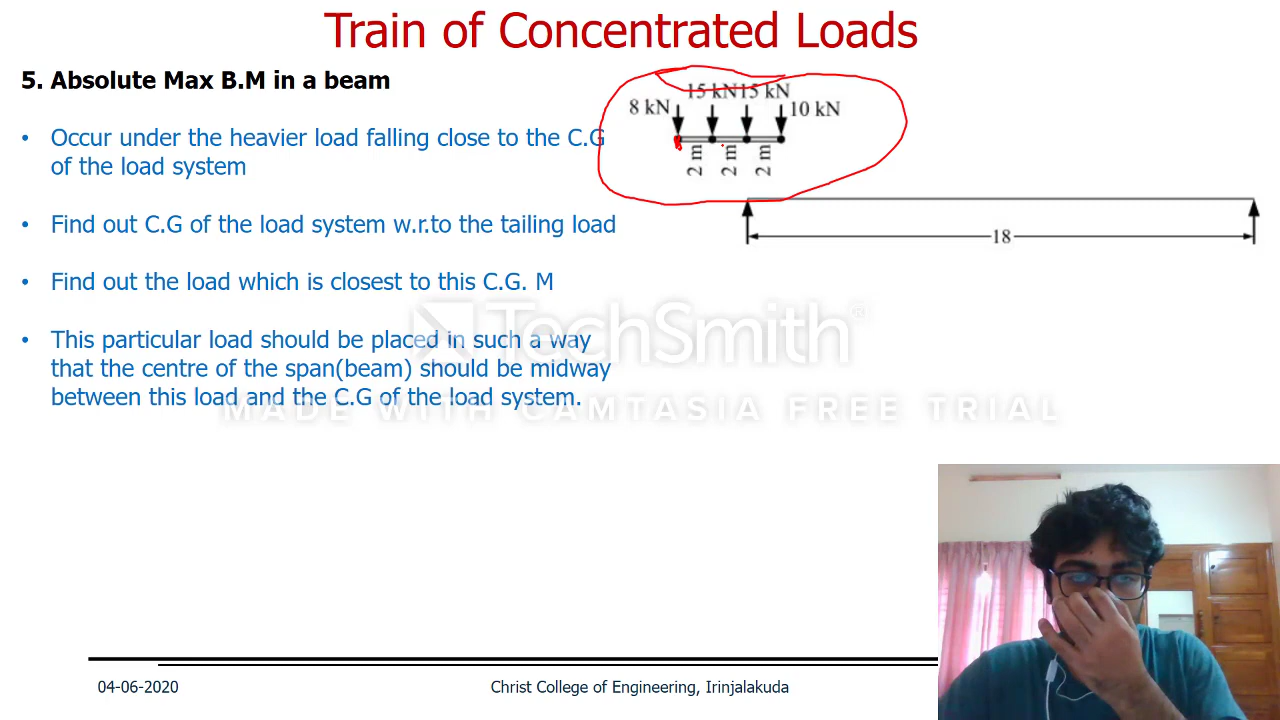 Train of Concentrated Loads
5. Absolute Max B.M in a beam
15 kN15 kN
8 kN
10 kN
• Occur under the heavier load falling close to the C.G
of the load system
2 m
2 m
2 m
• Find out C.G of the load system w.r.to the tailing load
18
• Find out the load which is closest to this C.G. M
• This particular load should be placed in such a way
that the centre of the span(beam) should be midway
between this load and the C.G of the load system.
TechSmith®
MADE WITH CAMTASIA FREE TRIAL
04-06-2020
Christ College of Engineering, Irinjalakuda